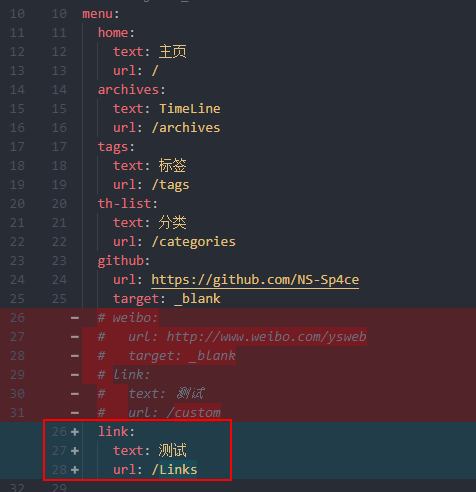 10 10 menu:
11 11 home:
12 12 text: 主页
13 13 url: /
14 14 archives:
15 15 text: TimeLine
16 16 url: /archives
17 17 tags:
18 18 text: 标签
19 19 url: /tags
20 20 th-list:
21 21 text: 分类
22 22 url: /categories
23 23 github:
24 24 url: https://github.com/NS-Sp4ce
25 25 target: _blank
26 − # weibo:
27 − # url: http://www.weibo.com/ysweb
28 − # target: _blank
29 − # link:
30 − # text: 测试
31 − # url: /custom
26 + link:
27 + text: 测试
28 + url: /Links
32 29